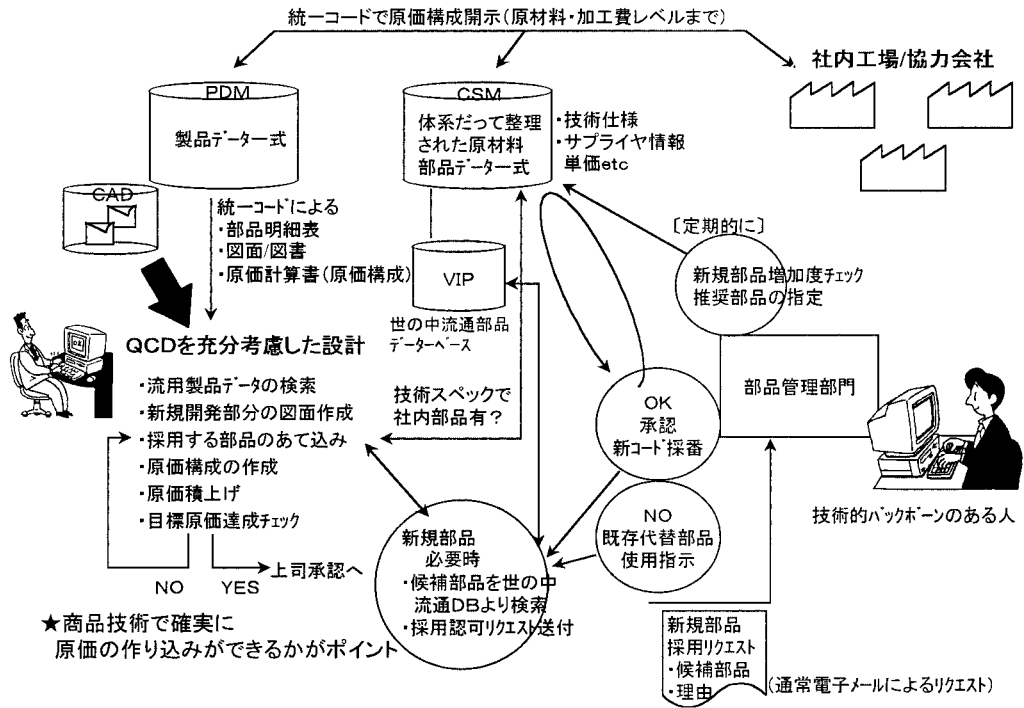 統一コードで原価構成開示(原材料・加工費レベルまで)
社内工場/協力会社
PDM
製品データ一式
CSM
体系だって整理
された原材料
部品データ一式
・技術仕様
・サプライヤ情報
単価etc
CAD
統一コードによる
・部品明細表
・図面/図書
・原価計算書(原価構成)
VIP
世の中流通部品
データーベース
〔定期的に〕
新規部品増加度チェック
推奨部品の指定
QCDを充分考慮した設計
・流用製品データの検索
・新規開発部分の図面作成
・採用する部品のあて込み
・原価構成の作成
・原価積上げ
・目標原価達成チェック
NO
YES
上司承認へ
技術スペックで
社内部品有?
部品管理部門
OK
承認
新コード採番
NO
既存代替部品
使用指示
技術的バックボーンのある人
新規部品
必要時
・候補部品を世の中
流通DBより検索
・採用認可リクエスト送付
★商品技術で確実に
原価の作り込みができるかがポイント
新規部品
採用リクエスト
・候補部品
・理由
(通常電子メールによるリクエスト)